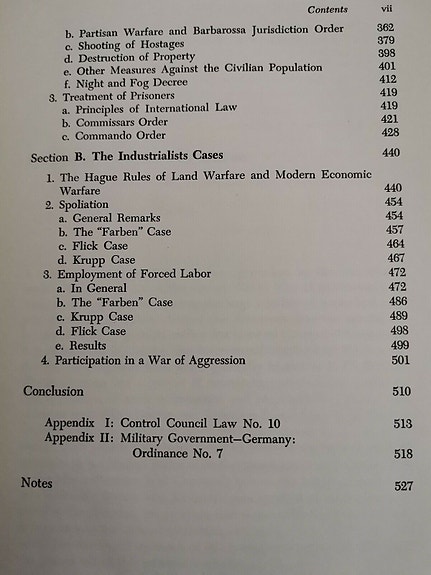 Contents vii
b. Partisan Warfare and Barbarossa Jurisdiction Order 362
c. Shooting of Hostages 379
d. Destruction of Property 398
e. Other Measures Against the Civilian Population 401
f. Night and Fog Decree 412
3. Treatment of Prisoners 419
a. Principles of International Law 419
b. Commissars Order 421
c. Commando Order 428
Section B. The Industrialists Cases 440
1. The Hague Rules of Land Warfare and Modern Economic
Warfare 440
2. Spoliation 454
a. General Remarks 454
b. The "Farben" Case 457
c. Flick Case 464
d. Krupp Case 467
3. Employment of Forced Labor 472
a. In General 472
b. The "Farben" Case 486
c. Krupp Case 489
d. Flick Case 498
e. Results 499
4. Participation in a War of Aggression 501
Conclusion 510
Appendix I: Control Council Law No. 10 513
Appendix II: Military Government—Germany:
Ordinance No. 7 518
Notes 527